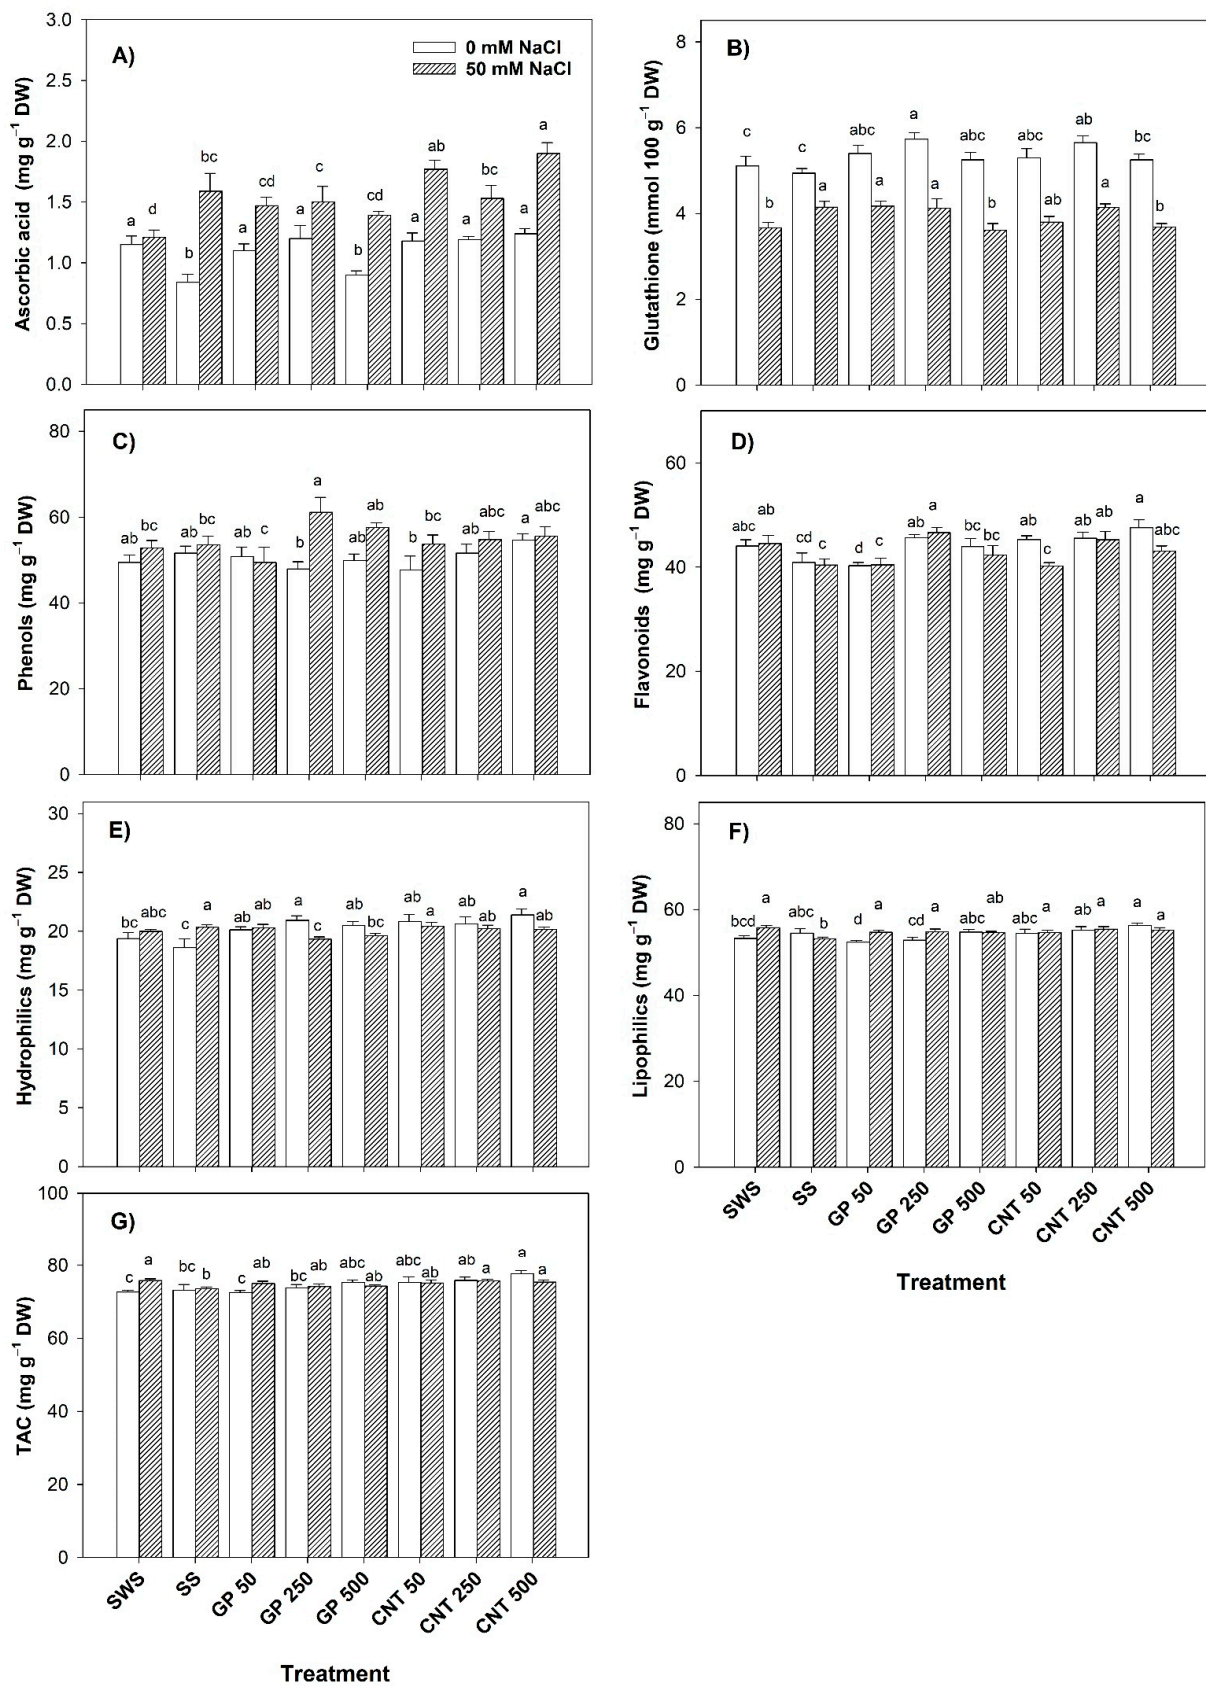 A)
0 mM NaCl
50 mM NaCl
Ascorbic acid (mg g⁻¹ DW)
3.0
2.5
2.0
1.5
1.0
0.5
0.0
a d b bc a cd a c b cd a ab a bc a a
B)
Glutathione (mmol 100 g⁻¹ DW)
8
6
4
2
0
c b c a abc a a a abc b abc ab ab a bc b
C)
Phenols (mg g⁻¹ DW)
80
60
40
20
0
ab bc ab bc ab c b a ab ab b bc ab abc a abc
D)
Flavonoids (mg g⁻¹ DW)
60
40
20
0
abc ab cd c d c ab a bc bc ab c ab ab a abc
E)
Hydrophilics (mg g⁻¹ DW)
30
25
20
15
10
5
0
bc abc c a ab ab a c ab bc ab a ab ab a ab
F)
Lipophilics (mg g⁻¹ DW)
80
60
40
20
0
bcd a abc b d a cd a abc ab abc a ab a a a
SWS
SS
GP 50
GP 250
GP 500
CNT 50
CNT 250
CNT 500
Treatment
G)
TAC (mg g⁻¹ DW)
100
80
60
40
20
0
c a bc b c ab bc ab abc ab abc ab ab a a a
SWS
SS
GP 50
GP 250
GP 500
CNT 50
CNT 250
CNT 500
Treatment